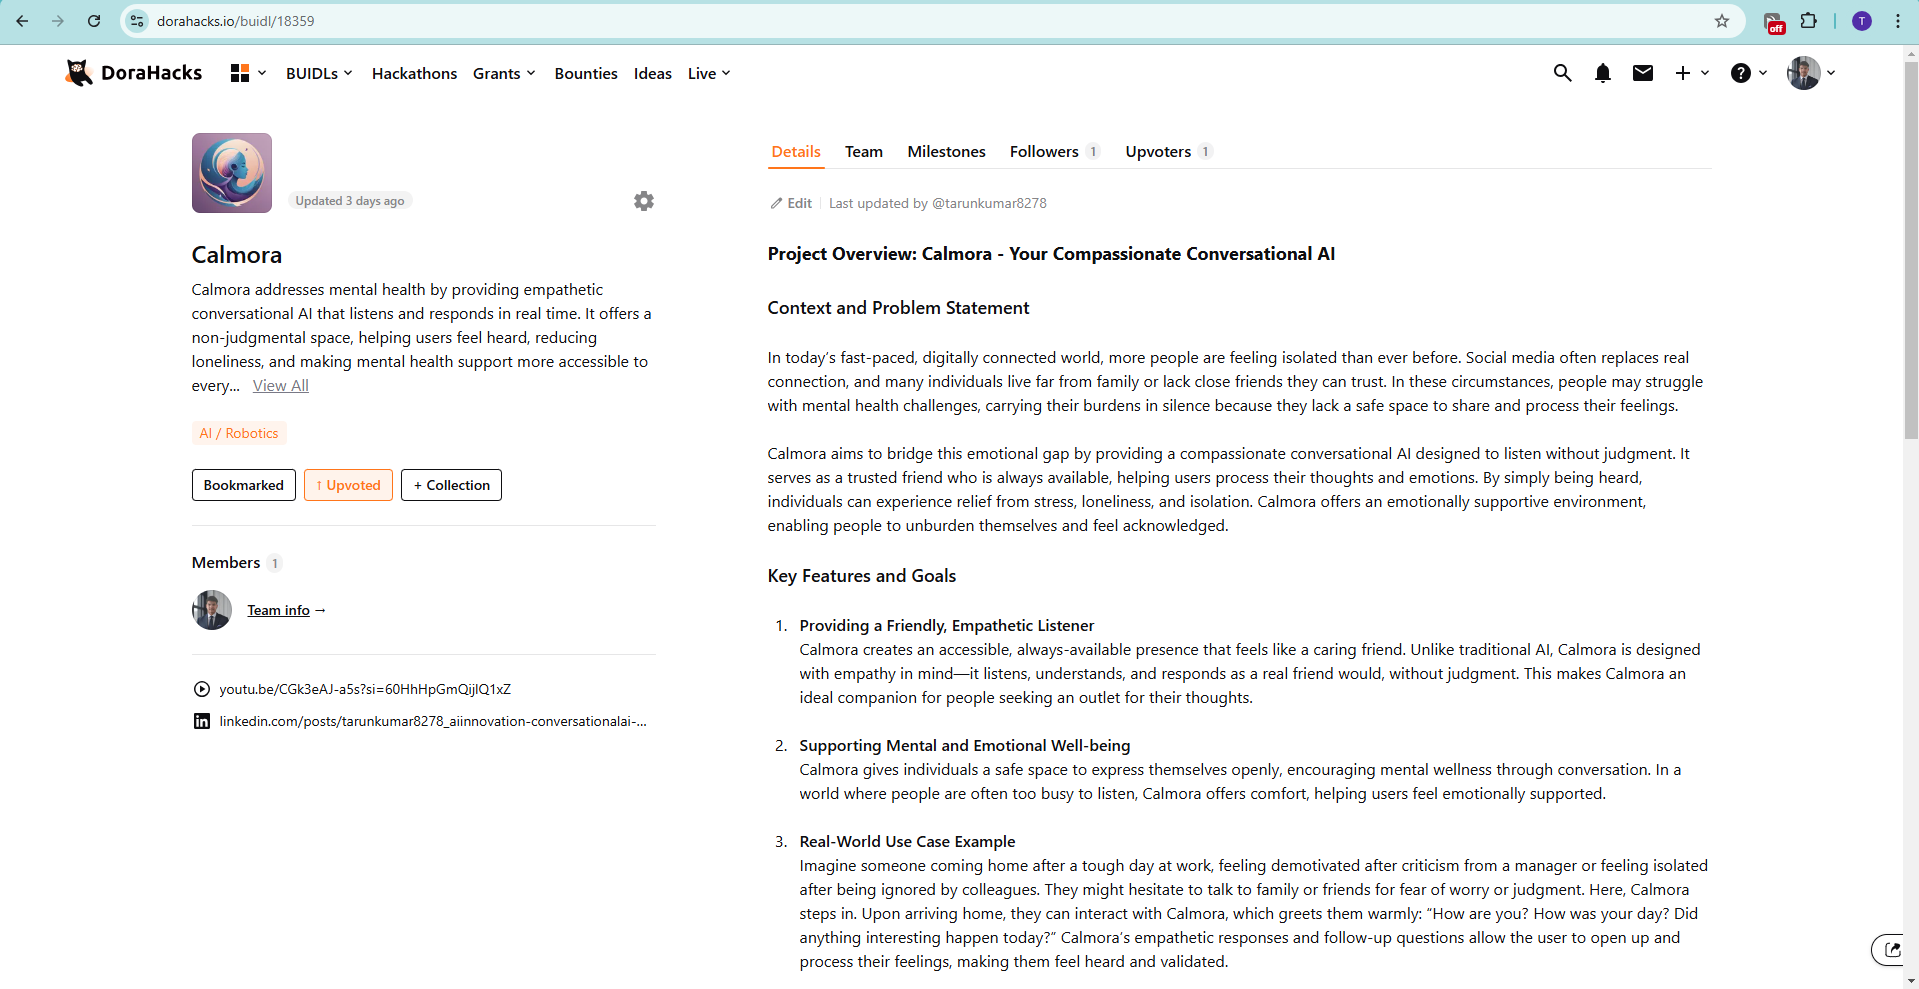 dorahacks.io/buidl/18359
off
T
DoraHacks
BUIDLs
Hackathons
Grants
Bounties
Ideas
Live
?
Updated 3 days ago
Calmora
Calmora addresses mental health by providing empathetic
conversational AI that listens and responds in real time. It offers a
non-judgmental space, helping users feel heard, reducing
loneliness, and making mental health support more accessible to
every... View All
AI / Robotics
Bookmarked
↑ Upvoted
+ Collection
Members 1
Team info →
youtu.be/CGk3eAJ-a5s?si=60HhHpGmQijlQ1xZ
linkedin.com/posts/tarunkumar8278_aiinnovation-conversationalai-...
Details
Team
Milestones
Followers 1
Upvoters 1
Edit
Last updated by @tarunkumar8278
Project Overview: Calmora - Your Compassionate Conversational AI
Context and Problem Statement
In today’s fast-paced, digitally connected world, more people are feeling isolated than ever before. Social media often replaces real
connection, and many individuals live far from family or lack close friends they can trust. In these circumstances, people may struggle
with mental health challenges, carrying their burdens in silence because they lack a safe space to share and process their feelings.
Calmora aims to bridge this emotional gap by providing a compassionate conversational AI designed to listen without judgment. It
serves as a trusted friend who is always available, helping users process their thoughts and emotions. By simply being heard,
individuals can experience relief from stress, loneliness, and isolation. Calmora offers an emotionally supportive environment,
enabling people to unburden themselves and feel acknowledged.
Key Features and Goals
1. Providing a Friendly, Empathetic Listener
Calmora creates an accessible, always-available presence that feels like a caring friend. Unlike traditional AI, Calmora is designed
with empathy in mind—it listens, understands, and responds as a real friend would, without judgment. This makes Calmora an
ideal companion for people seeking an outlet for their thoughts.
2. Supporting Mental and Emotional Well-being
Calmora gives individuals a safe space to express themselves openly, encouraging mental wellness through conversation. In a
world where people are often too busy to listen, Calmora offers comfort, helping users feel emotionally supported.
3. Real-World Use Case Example
Imagine someone coming home after a tough day at work, feeling demotivated after criticism from a manager or feeling isolated
after being ignored by colleagues. They might hesitate to talk to family or friends for fear of worry or judgment. Here, Calmora
steps in. Upon arriving home, they can interact with Calmora, which greets them warmly: “How are you? How was your day? Did
anything interesting happen today?” Calmora’s empathetic responses and follow-up questions allow the user to open up and
process their feelings, making them feel heard and validated.